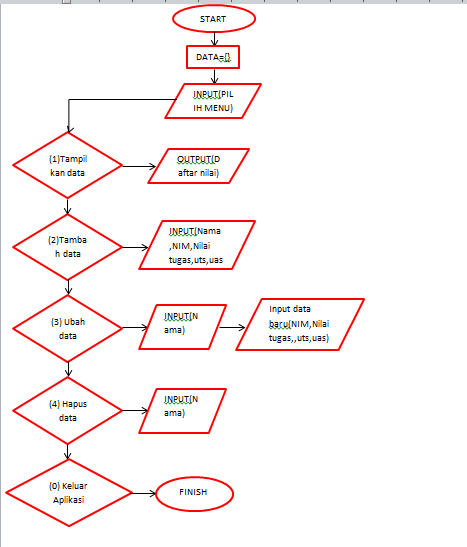 START
DATA={}
INPUT(PIL
IH MENU)
(1)Tampil
kan data
OUTPUT(D
aftar nilai)
(2)Tamba
h data
INPUT(Nama
,NIM,Nilai
tugas,uts,uas
(3) Ubah
data
INPUT(N
ama)
Input data
baru(NIM,Nilai
tugas,,uts,uas)
(4) Hapus
data
INPUT(N
ama)
(0) Keluar
Aplikasi
FINISH